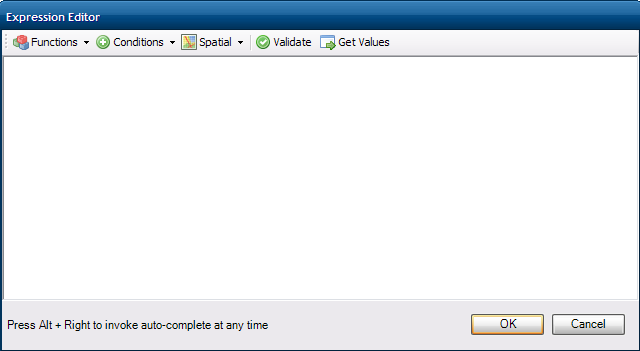 Expression Editor
Functions Conditions Spatial Validate Get Values
Press Alt + Right to invoke auto-complete at any time OK Cancel